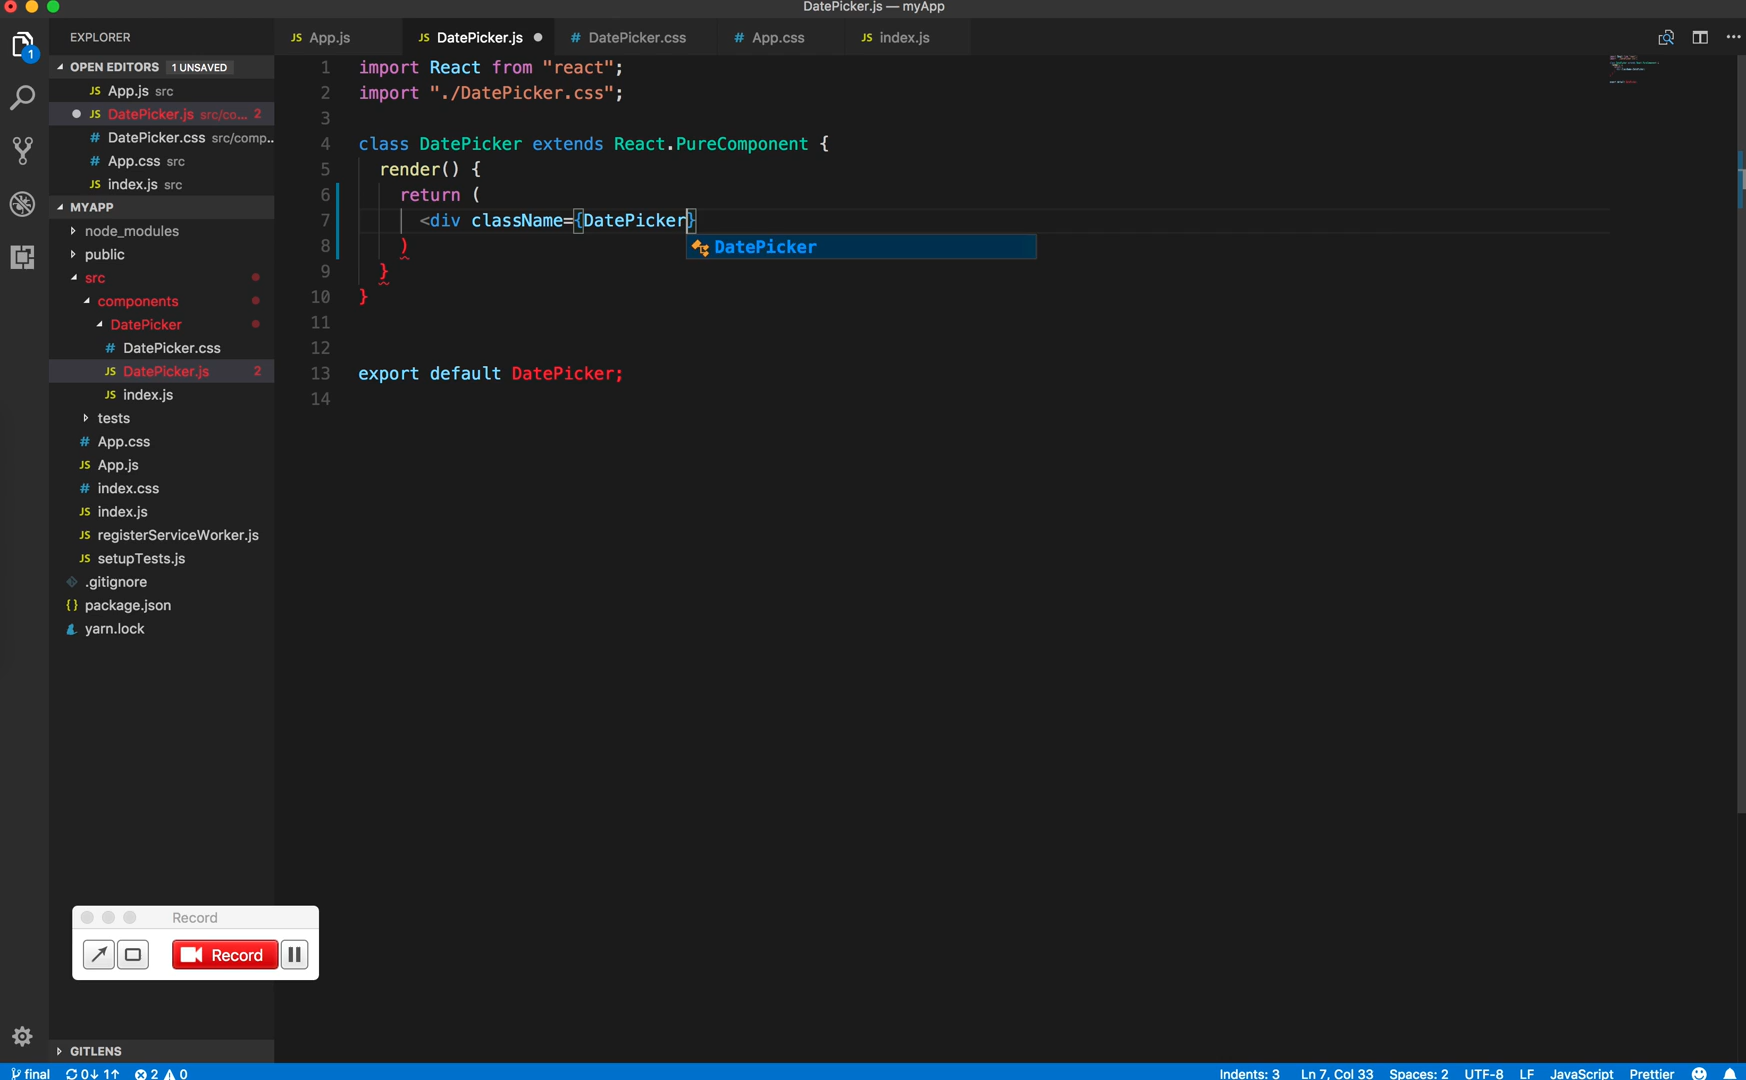 DatePicker.js — myApp
EXPLORER
OPEN EDITORS 1 UNSAVED
JS App.js src
JS DatePicker.js src/co... 2
# DatePicker.css src/comp...
# App.css src
JS index.js src
MYAPP
node_modules
public
src
components
DatePicker
# DatePicker.css
JS DatePicker.js 2
JS index.js
tests
# App.css
JS App.js
# index.css
JS index.js
JS registerServiceWorker.js
JS setupTests.js
.gitignore
{} package.json
yarn.lock
GITLENS
1
JS App.js
JS DatePicker.js
# DatePicker.css
# App.css
JS index.js
1 import React from "react";
2 import "./DatePicker.css";
3
4 class DatePicker extends React.PureComponent {
5 render() {
6 return (
7 <div className={DatePicker}
DatePicker
8 )
9 }
10 }
11
12
13 export default DatePicker;
14
Record
Record
final 0↓ 1↑ 2 0
Indents: 3 Ln 7, Col 33 Spaces: 2 UTF-8 LF JavaScript Prettier